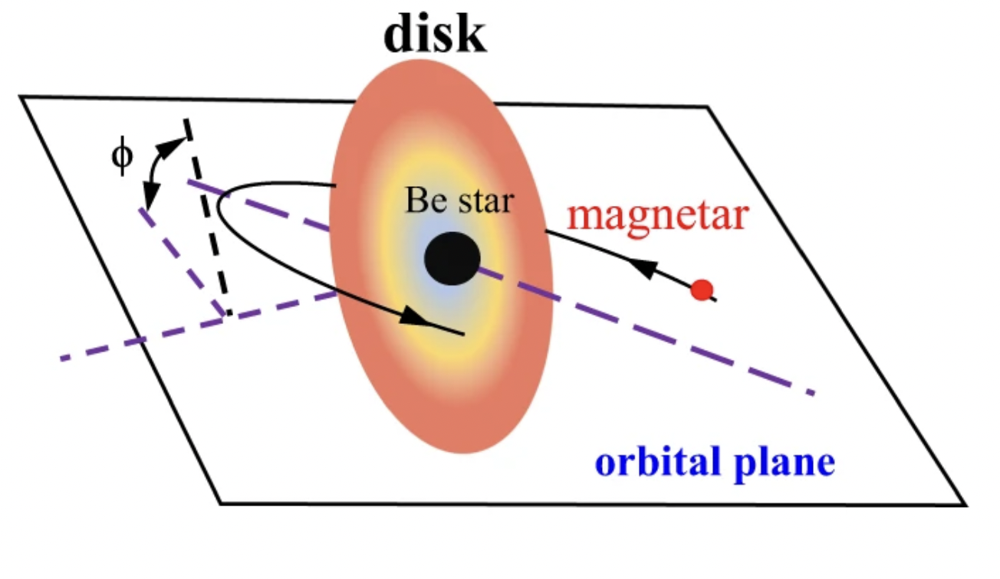 disk
ϕ
Be star
magnetar
orbital plane